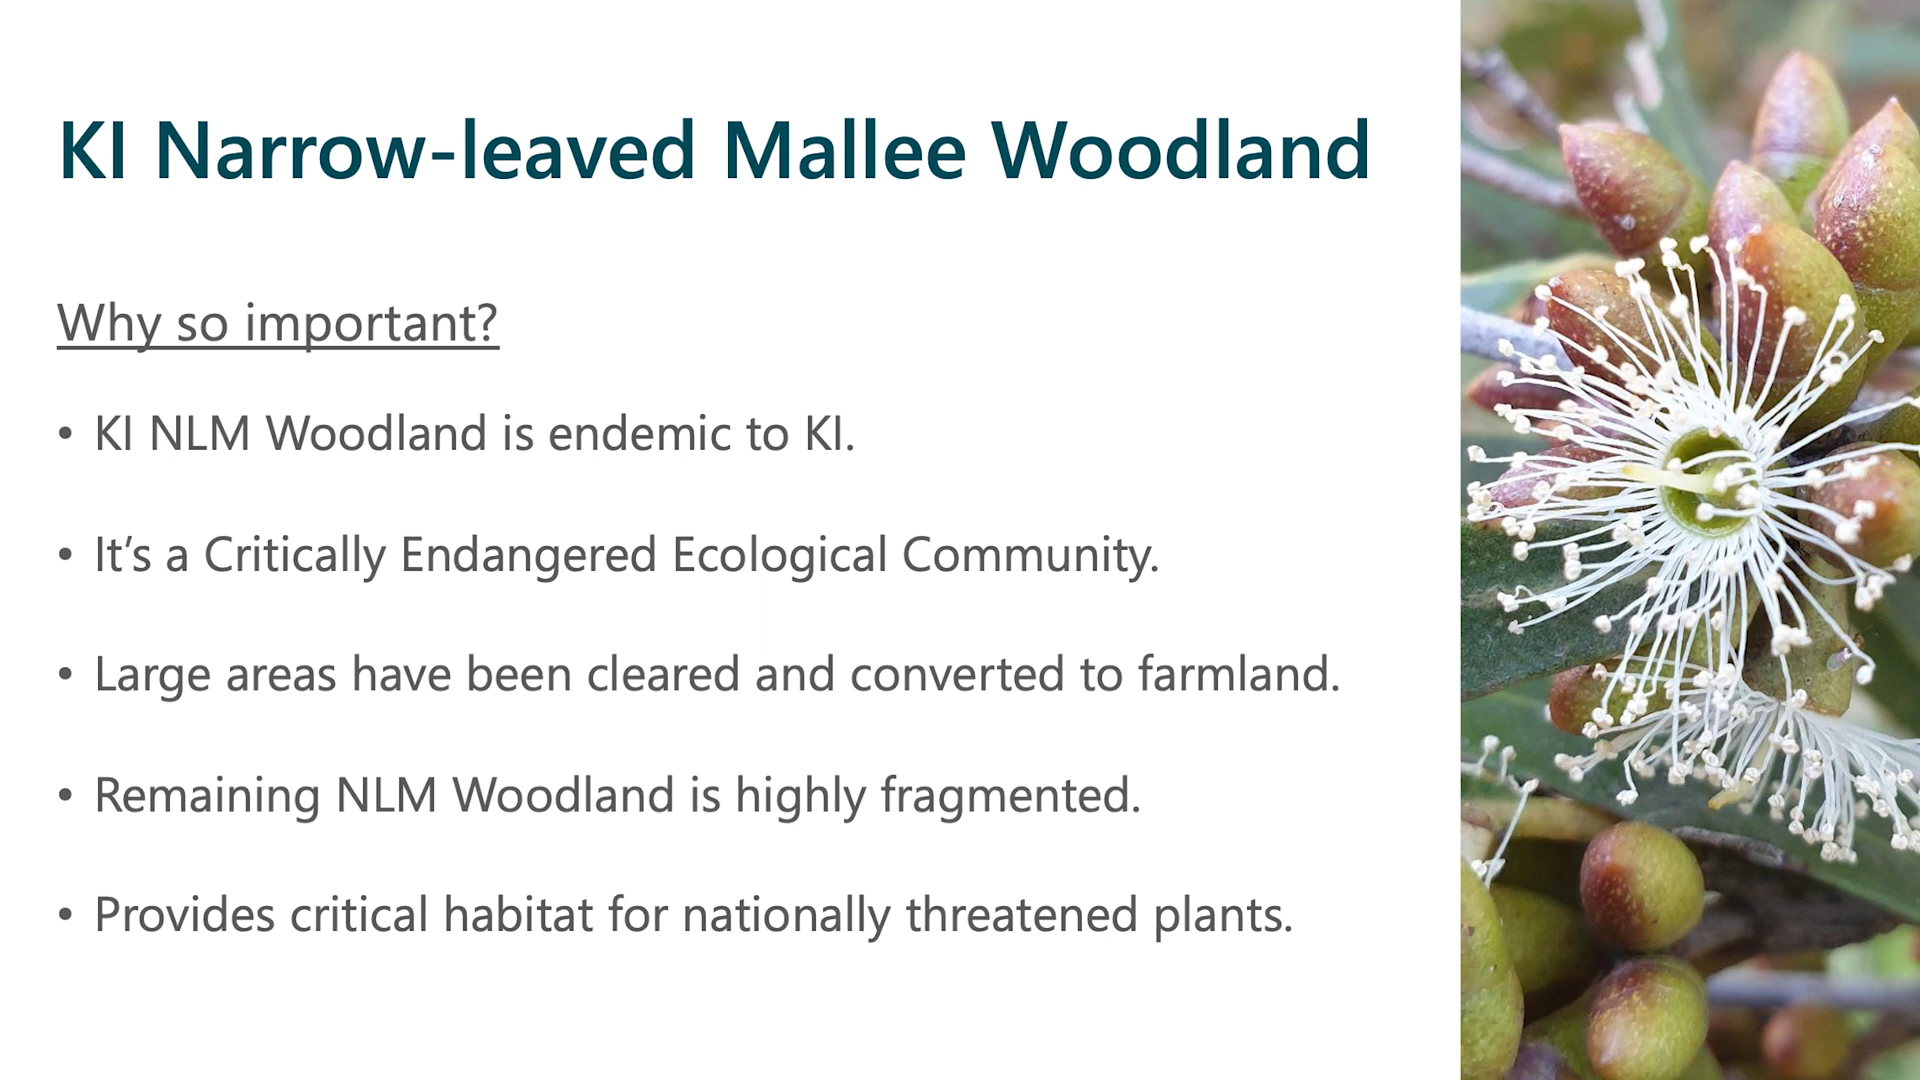 KI Narrow-leaved Mallee Woodland
Why so important?
• KI NLM Woodland is endemic to KI.
• It’s a Critically Endangered Ecological Community.
• Large areas have been cleared and converted to farmland.
• Remaining NLM Woodland is highly fragmented.
• Provides critical habitat for nationally threatened plants.